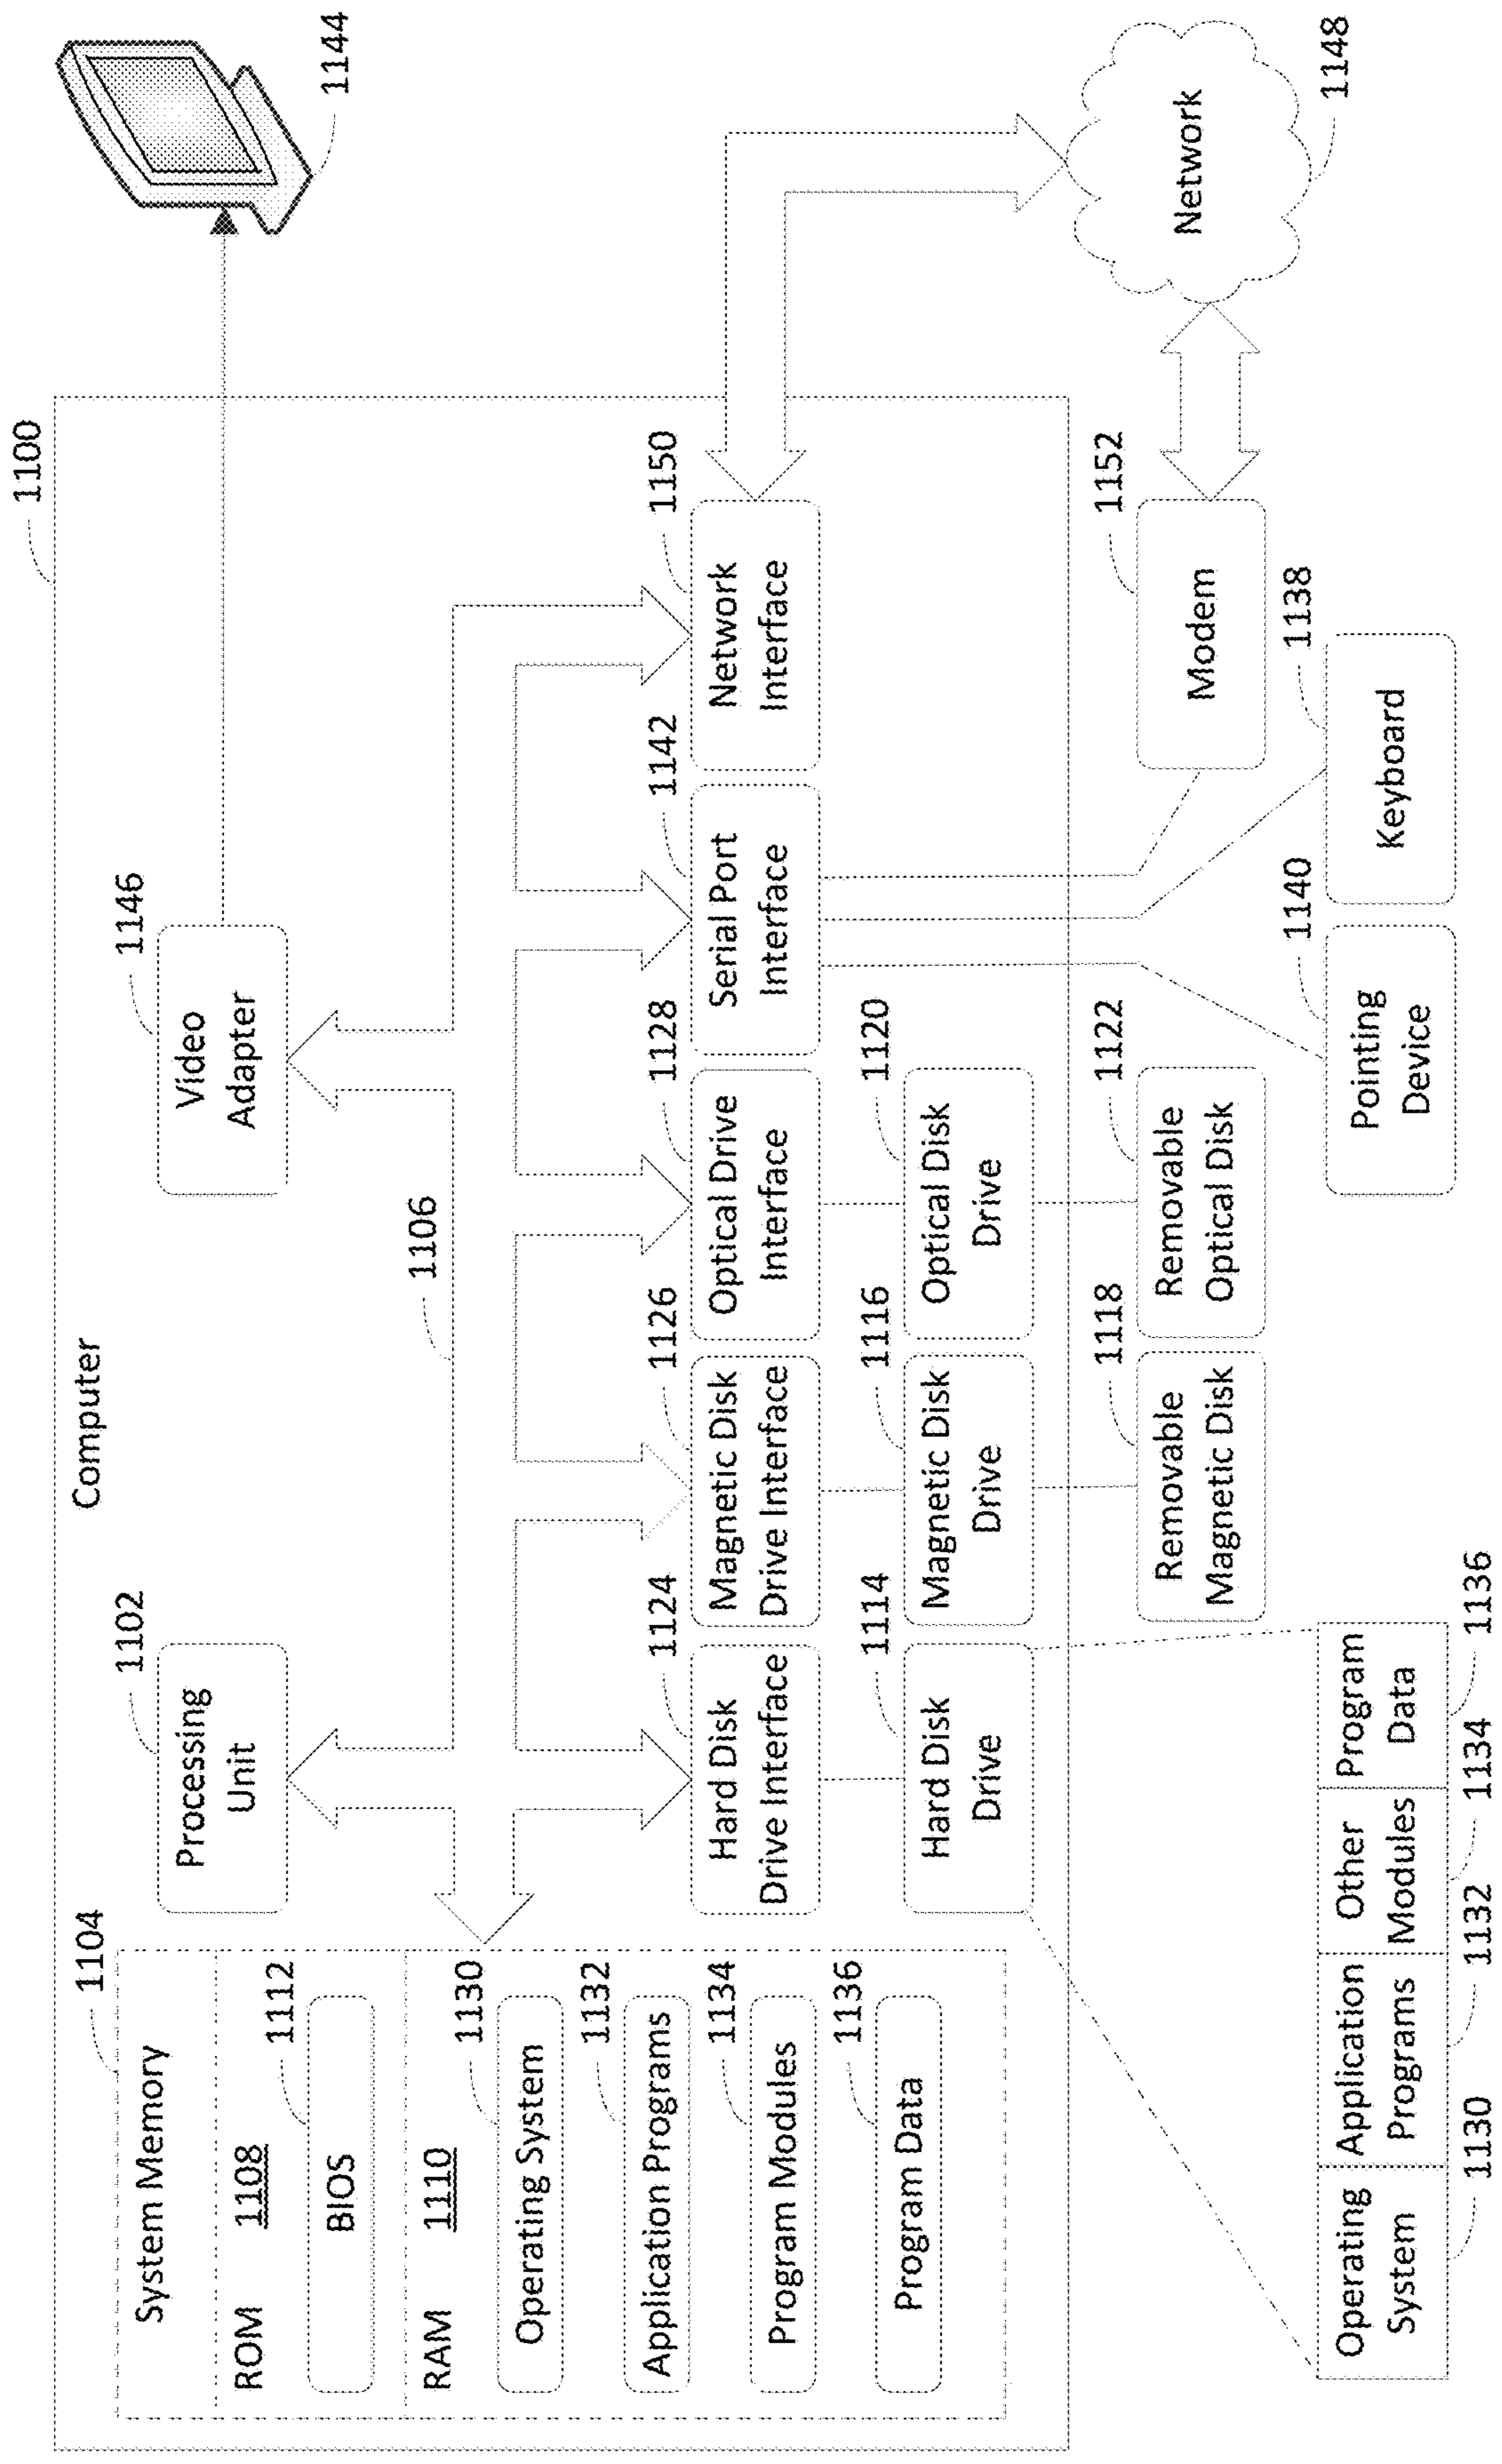 1100
Computer
1104
System Memory
ROM 1108
1112
BIOS
RAM 1110
1130
Operating System
1132
Application Programs
1134
Program Modules
1136
Program Data
1102
Processing
Unit
1146
Video
Adapter
1144
1106
1124
Hard Disk
Drive Interface
1126
Magnetic Disk
Drive Interface
1128
Optical Drive
Interface
1142
Serial Port
Interface
1150
Network
Interface
1114
Hard Disk
Drive
1116
Magnetic Disk
Drive
1120
Optical Disk
Drive
1118
Removable
Magnetic Disk
1122
Removable
Optical Disk
1152
Modem
Network
1148
1140
Pointing
Device
1138
Keyboard
Operating
System
1130
Application
Programs
1132
Other
Modules
1134
Program
Data
1136